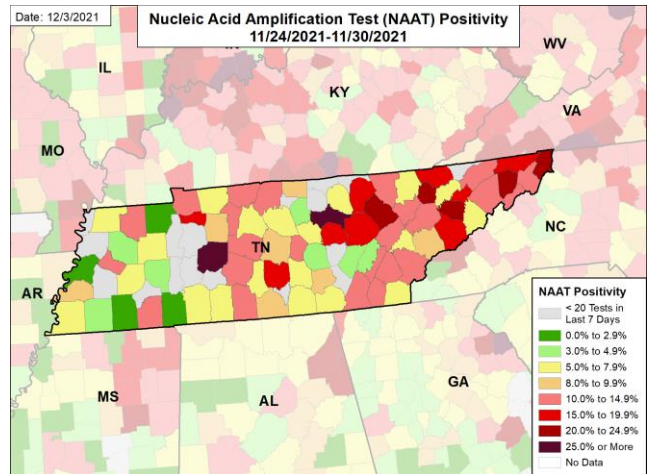 Date: 12/3/2021
Nucleic Acid Amplification Test (NAAT) Positivity
11/24/2021-11/30/2021
IL
WV
KY
VA
MO
TN
NC
AR
MS
AL
GA
NAAT Positivity
< 20 Tests in
Last 7 Days
0.0% to 2.9%
3.0% to 4.9%
5.0% to 7.9%
8.0% to 9.9%
10.0% to 14.9%
15.0% to 19.9%
20.0% to 24.9%
25.0% or More
No Data